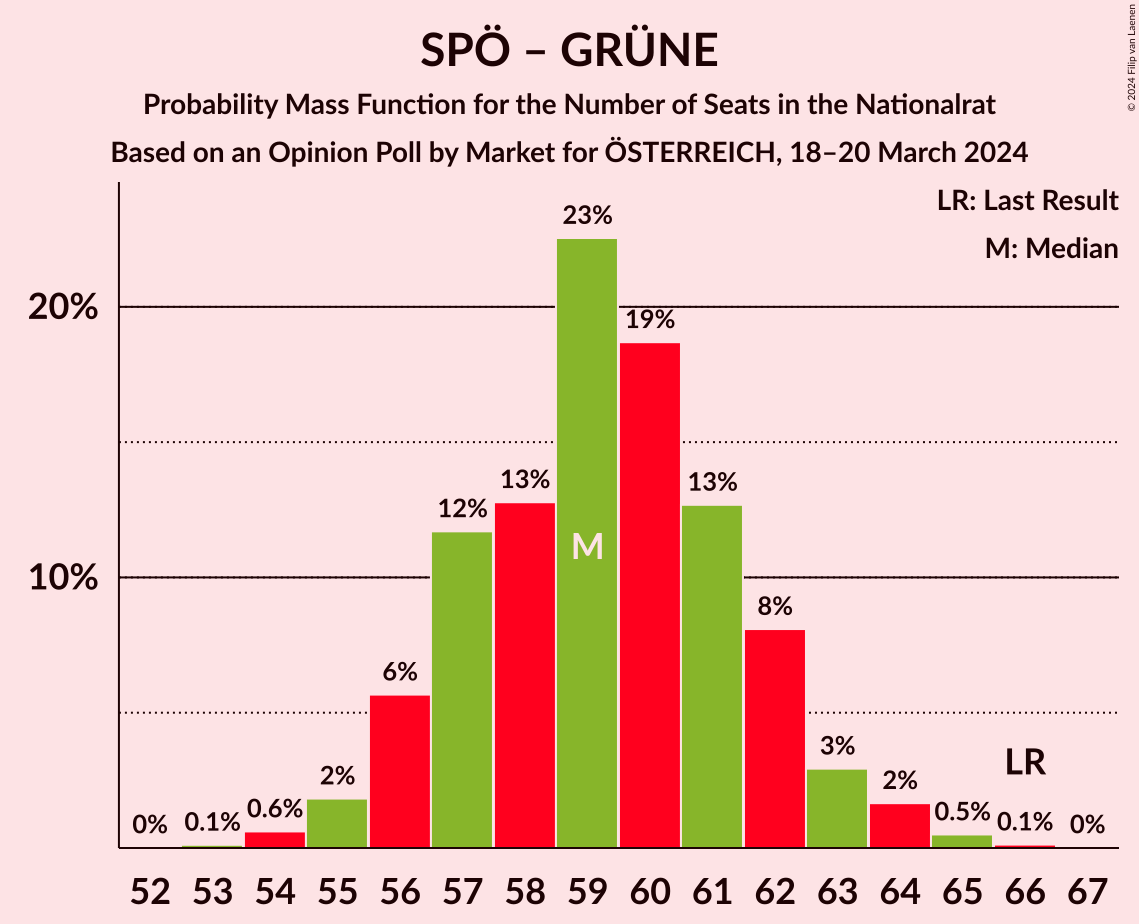 SPÖ – GRÜNE
Probability Mass Function for the Number of Seats in the Nationalrat
Based on an Opinion Poll by Market for ÖSTERREICH, 18–20 March 2024
© 2024 Filip van Laenen
LR: Last Result
M: Median
20%
10%
0%
0.1%
0.6%
2%
6%
12%
13%
23%
19%
13%
8%
3%
2%
0.5%
0.1%
0%
M
LR
52 53 54 55 56 57 58 59 60 61 62 63 64 65 66 67